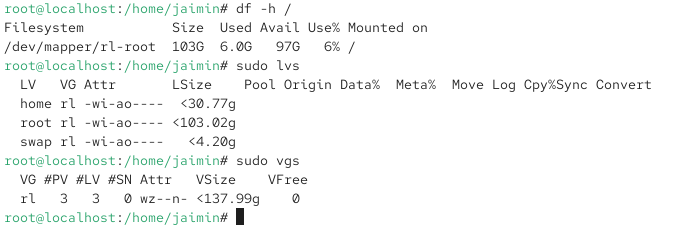 root@localhost:/home/jaimin# df -h /
Filesystem           Size  Used Avail Use% Mounted on
/dev/mapper/rl-root  103G  6.0G   97G   6% /
root@localhost:/home/jaimin# sudo lvs
  LV   VG Attr       LSize    Pool Origin Data%  Meta%  Move Log Cpy%Sync Convert
  home rl -wi-ao----  <30.77g
  root rl -wi-ao---- <103.02g
  swap rl -wi-ao----   <4.20g
root@localhost:/home/jaimin# sudo vgs
  VG #PV #LV #SN Attr   VSize    VFree
  rl   3   3   0 wz--n- <137.99g    0
root@localhost:/home/jaimin#